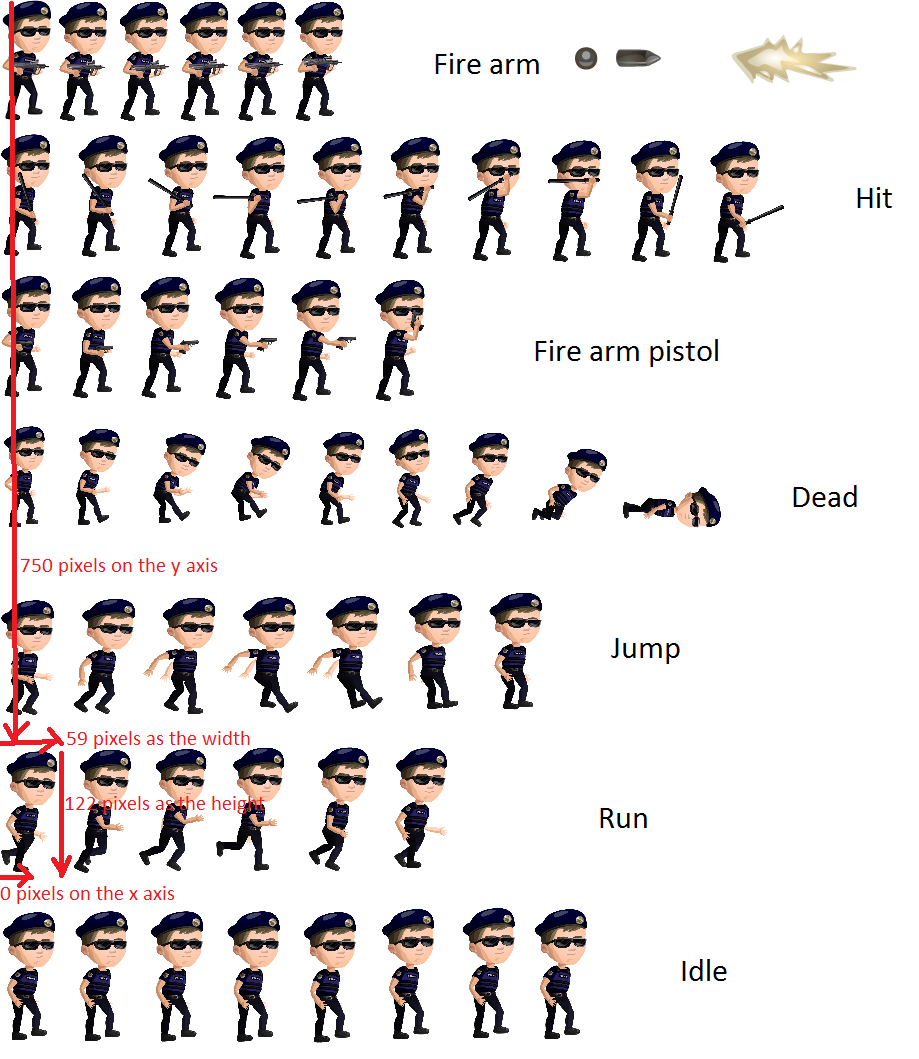 Fire arm
Hit
Fire arm pistol
Dead
750 pixels on the y axis
Jump
59 pixels as the width
122 pixels as the height
Run
0 pixels on the x axis
Idle